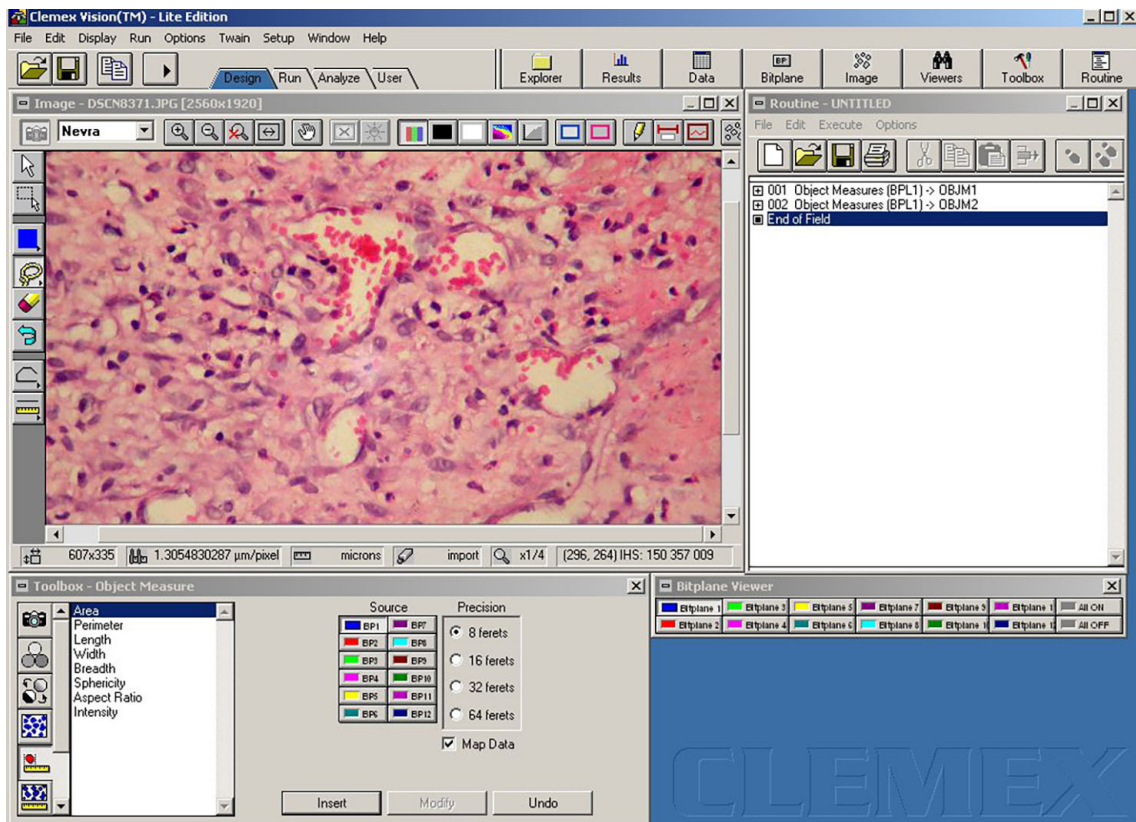 Clemex Vision(TM) - Lite Edition
File Edit Display Run Options Twain Setup Window Help
Design Run Analyze User Explorer Results Data BP Bitplane Image Viewers Toolbox Routine
Image - DSCN8371.JPG [2560x1920]
Nevra
607x335 1.3054830287 µm/pixel microns import x1/4 (296, 264) IHS: 150 357 009
Routine - UNTITLED
File Edit Execute Options
001 Object Measures (BPL1) -> OBJM1
002 Object Measures (BPL1) -> OBJM2
End of Field
Toolbox - Object Measure
Area
Perimeter
Length
Width
Breadth
Sphericity
Aspect Ratio
Intensity
Source
BP1 BP7
BP2 BP8
BP3 BP9
BP4 BP10
BP5 BP11
BP6 BP12
Precision
8 ferets
16 ferets
32 ferets
64 ferets
Map Data
Insert Modify Undo
Bitplane Viewer
Bitplane 1 Bitplane 3 Bitplane 5 Bitplane 7 Bitplane 9 Bitplane 1 All ON
Bitplane 2 Bitplane 4 Bitplane 6 Bitplane 8 Bitplane 1 Bitplane 1 All OFF
CLEMEX